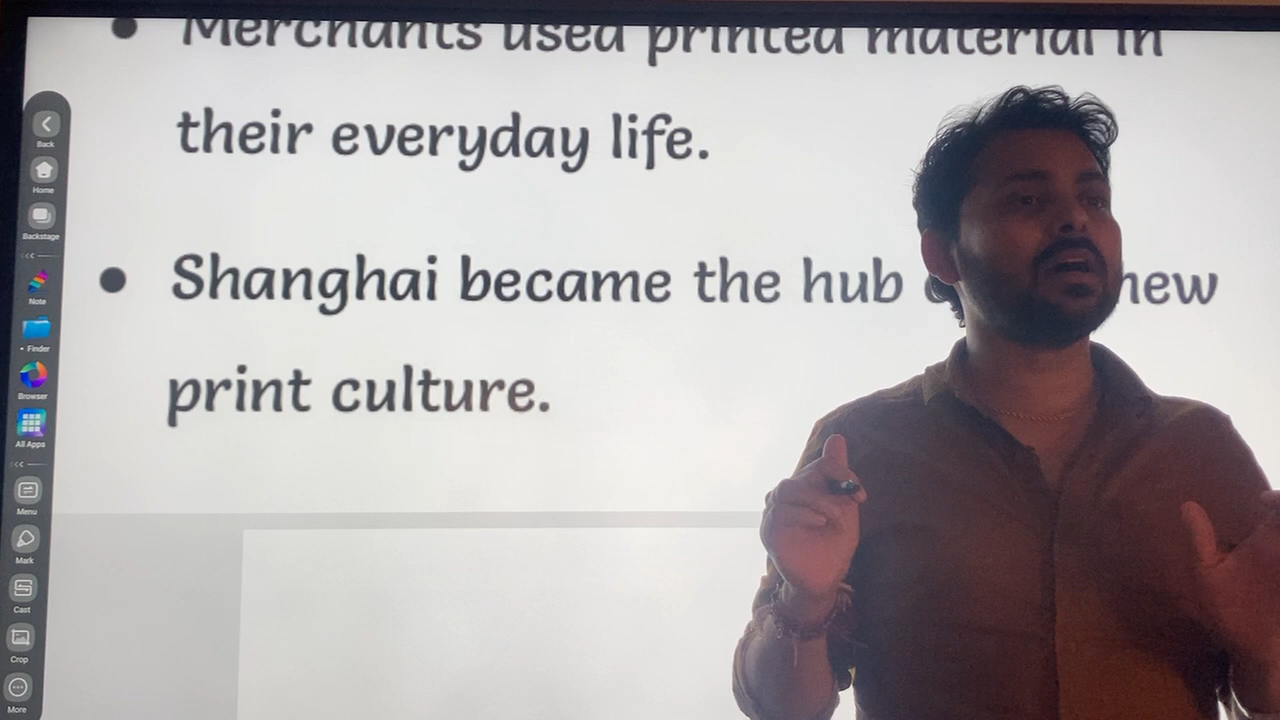 Merchants used printed material in
their everyday life.
Shanghai became the hub new
print culture.
Back
Home
Backstage
Note
Finder
Browser
All Apps
Menu
Mark
Cast
Crop
More